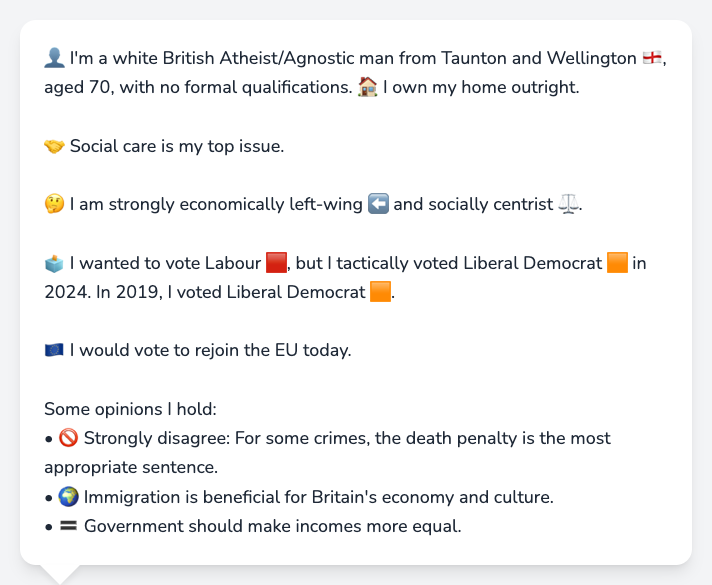 👤 I'm a white British Atheist/Agnostic man from Taunton and Wellington 🏴󠁧󠁢󠁥󠁮󠁧󠁿,
aged 70, with no formal qualifications. 🏠 I own my home outright.
🤝 Social care is my top issue.
🤔 I am strongly economically left-wing ⬅️ and socially centrist ⚖️.
🗳️ I wanted to vote Labour 🟥, but I tactically voted Liberal Democrat 🟧 in
2024. In 2019, I voted Liberal Democrat 🟧.
🇪🇺 I would vote to rejoin the EU today.
Some opinions I hold:
• 🚫 Strongly disagree: For some crimes, the death penalty is the most
appropriate sentence.
• 🌍 Immigration is beneficial for Britain's economy and culture.
• 🟰 Government should make incomes more equal.